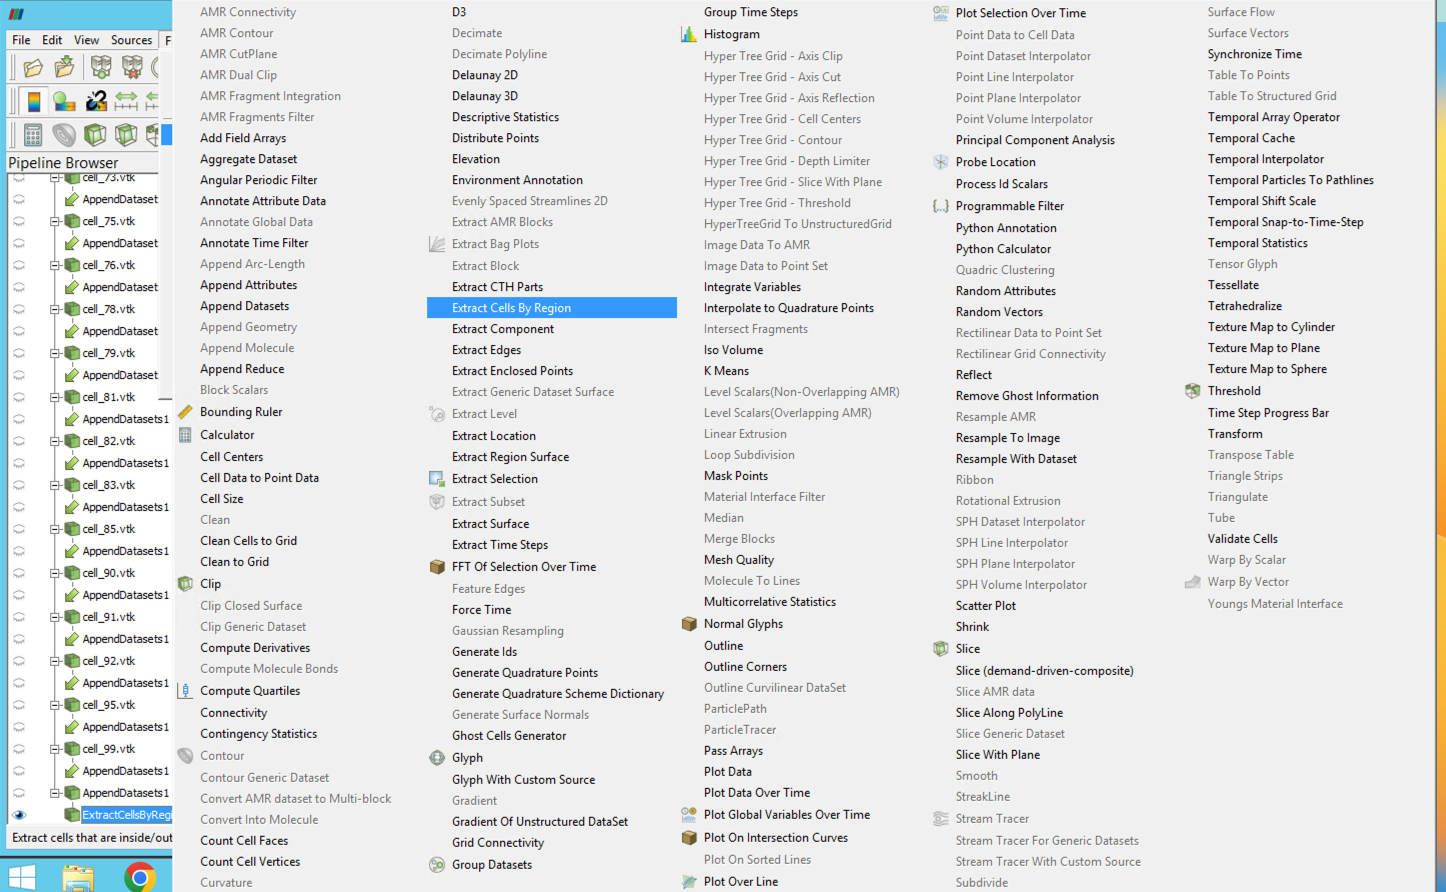 File Edit View Sources F
Pipeline Browser
cell_73.vtk
AppendDataset
cell_75.vtk
AppendDataset
cell_76.vtk
AppendDataset
cell_78.vtk
AppendDataset
cell_79.vtk
AppendDataset
cell_81.vtk
AppendDatasets1
cell_82.vtk
AppendDatasets1
cell_83.vtk
AppendDatasets1
cell_85.vtk
AppendDatasets1
cell_90.vtk
AppendDatasets1
cell_91.vtk
AppendDatasets1
cell_92.vtk
AppendDatasets1
cell_95.vtk
AppendDatasets1
cell_99.vtk
AppendDatasets1
AppendDatasets1
ExtractCellsByRegi
Extract cells that are inside/out
AMR Connectivity
AMR Contour
AMR CutPlane
AMR Dual Clip
AMR Fragment Integration
AMR Fragments Filter
Add Field Arrays
Aggregate Dataset
Angular Periodic Filter
Annotate Attribute Data
Annotate Global Data
Annotate Time Filter
Append Arc-Length
Append Attributes
Append Datasets
Append Geometry
Append Molecule
Append Reduce
Block Scalars
Bounding Ruler
Calculator
Cell Centers
Cell Data to Point Data
Cell Size
Clean
Clean Cells to Grid
Clean to Grid
Clip
Clip Closed Surface
Clip Generic Dataset
Compute Derivatives
Compute Molecule Bonds
Compute Quartiles
Connectivity
Contingency Statistics
Contour
Contour Generic Dataset
Convert AMR dataset to Multi-block
Convert Into Molecule
Count Cell Faces
Count Cell Vertices
Curvature
D3
Decimate
Decimate Polyline
Delaunay 2D
Delaunay 3D
Descriptive Statistics
Distribute Points
Elevation
Environment Annotation
Evenly Spaced Streamlines 2D
Extract AMR Blocks
Extract Bag Plots
Extract Block
Extract CTH Parts
Extract Cells By Region
Extract Component
Extract Edges
Extract Enclosed Points
Extract Generic Dataset Surface
Extract Level
Extract Location
Extract Region Surface
Extract Selection
Extract Subset
Extract Surface
Extract Time Steps
FFT Of Selection Over Time
Feature Edges
Force Time
Gaussian Resampling
Generate Ids
Generate Quadrature Points
Generate Quadrature Scheme Dictionary
Generate Surface Normals
Ghost Cells Generator
Glyph
Glyph With Custom Source
Gradient
Gradient Of Unstructured DataSet
Grid Connectivity
Group Datasets
Group Time Steps
Histogram
Hyper Tree Grid - Axis Clip
Hyper Tree Grid - Axis Cut
Hyper Tree Grid - Axis Reflection
Hyper Tree Grid - Cell Centers
Hyper Tree Grid - Contour
Hyper Tree Grid - Depth Limiter
Hyper Tree Grid - Slice With Plane
Hyper Tree Grid - Threshold
HyperTreeGrid To UnstructuredGrid
Image Data To AMR
Image Data to Point Set
Integrate Variables
Interpolate to Quadrature Points
Intersect Fragments
Iso Volume
K Means
Level Scalars(Non-Overlapping AMR)
Level Scalars(Overlapping AMR)
Linear Extrusion
Loop Subdivision
Mask Points
Material Interface Filter
Median
Merge Blocks
Mesh Quality
Molecule To Lines
Multicorrelative Statistics
Normal Glyphs
Outline
Outline Corners
Outline Curvilinear DataSet
ParticlePath
ParticleTracer
Pass Arrays
Plot Data
Plot Data Over Time
Plot Global Variables Over Time
Plot On Intersection Curves
Plot On Sorted Lines
Plot Over Line
Plot Selection Over Time
Point Data to Cell Data
Point Dataset Interpolator
Point Line Interpolator
Point Plane Interpolator
Point Volume Interpolator
Principal Component Analysis
Probe Location
Process Id Scalars
Programmable Filter
Python Annotation
Python Calculator
Quadric Clustering
Random Attributes
Random Vectors
Rectilinear Data to Point Set
Rectilinear Grid Connectivity
Reflect
Remove Ghost Information
Resample AMR
Resample To Image
Resample With Dataset
Ribbon
Rotational Extrusion
SPH Dataset Interpolator
SPH Line Interpolator
SPH Plane Interpolator
SPH Volume Interpolator
Scatter Plot
Shrink
Slice
Slice (demand-driven-composite)
Slice AMR data
Slice Along PolyLine
Slice Generic Dataset
Slice With Plane
Smooth
StreakLine
Stream Tracer
Stream Tracer For Generic Datasets
Stream Tracer With Custom Source
Subdivide
Surface Flow
Surface Vectors
Synchronize Time
Table To Points
Table To Structured Grid
Temporal Array Operator
Temporal Cache
Temporal Interpolator
Temporal Particles To Pathlines
Temporal Shift Scale
Temporal Snap-to-Time-Step
Temporal Statistics
Tensor Glyph
Tessellate
Tetrahedralize
Texture Map to Cylinder
Texture Map to Plane
Texture Map to Sphere
Threshold
Time Step Progress Bar
Transform
Transpose Table
Triangle Strips
Triangulate
Tube
Validate Cells
Warp By Scalar
Warp By Vector
Youngs Material Interface